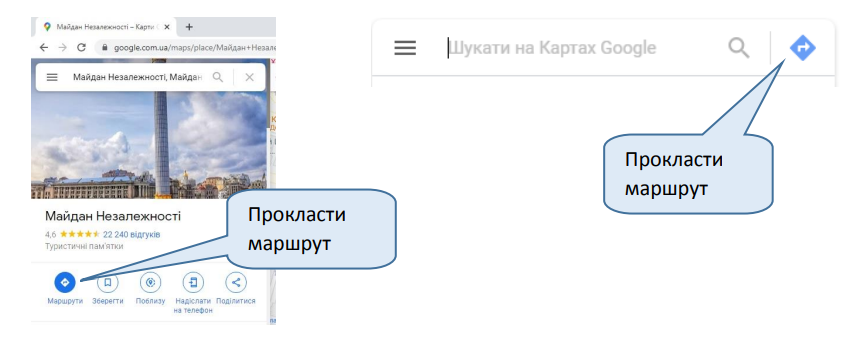 Майдан Незалежності – Карти
google.com.ua/maps/place/Майдан+Незале
Майдан Незалежності, Майдан
Майдан Незалежності
4,6 22 240 відгуків
Туристичні пам'ятки
Маршрути Зберегти Поблизу Надіслати на телефон Поділитися
Прокласти
маршрут
Шукати на Картах Google
Прокласти
маршрут